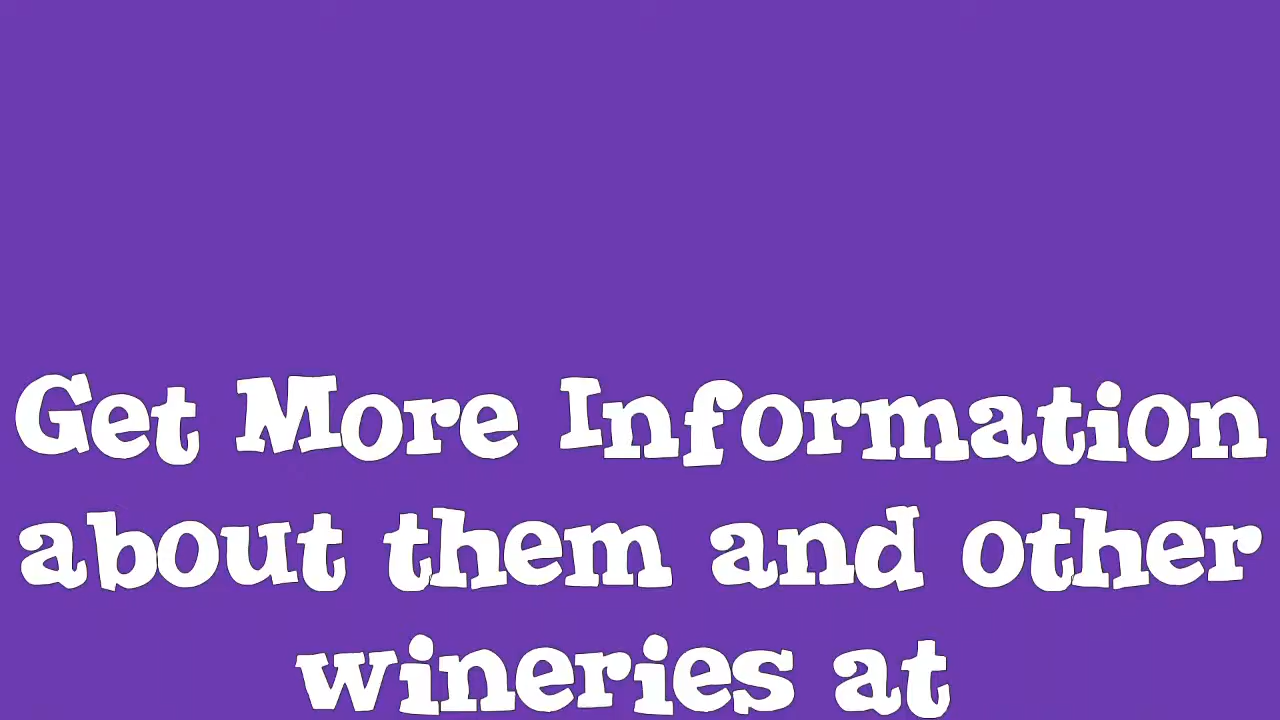 Get More Information
about them and other
wineries at